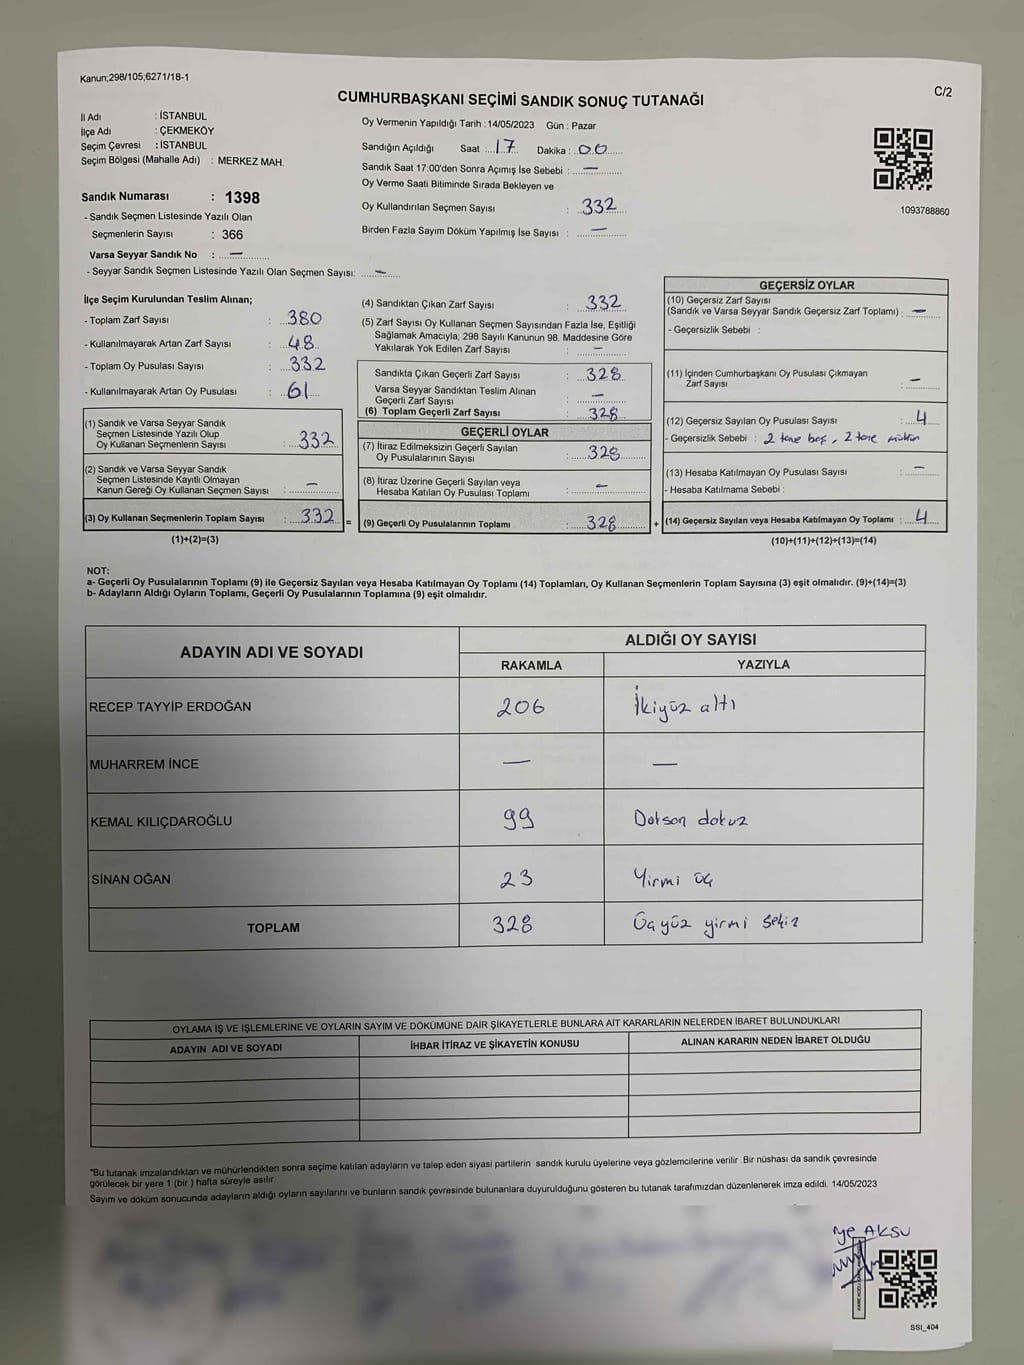 Kanun;298/105;6271/18-1
C/2
CUMHURBAŞKANI SEÇİMİ SANDIK SONUÇ TUTANAĞI
İl Adı : İSTANBUL
İlçe Adı : ÇEKMEKÖY
Seçim Çevresi : İSTANBUL
Seçim Bölgesi (Mahalle Adı) : MERKEZ MAH.
Oy Vermenin Yapıldığı Tarih : 14/05/2023 Gün : Pazar
Sandığın Açıldığı Saat : 17 Dakika : 00
Sandık Saat 17:00'den Sonra Açımış İse Sebebi : —
Oy Verme Saati Bitiminde Sırada Bekleyen ve
Oy Kullandırılan Seçmen Sayısı : 332
Birden Fazla Sayım Döküm Yapılmış İse Sayısı : —
1093788860
Sandık Numarası : 1398
- Sandık Seçmen Listesinde Yazılı Olan
Seçmenlerin Sayısı : 366
Varsa Seyyar Sandık No : —
- Seyyar Sandık Seçmen Listesinde Yazılı Olan Seçmen Sayısı: —
İlçe Seçim Kurulundan Teslim Alınan;
- Toplam Zarf Sayısı : 380
- Kullanılmayarak Artan Zarf Sayısı : 48
- Toplam Oy Pusulası Sayısı : 332
- Kullanılmayarak Artan Oy Pusulası : 61
(1) Sandık ve Varsa Seyyar Sandık
Seçmen Listesinde Yazılı Olup
Oy Kullanan Seçmenlerin Sayısı : 332
(2) Sandık ve Varsa Seyyar Sandık
Seçmen Listesinde Kayıtlı Olmayan
Kanun Gereği Oy Kullanan Seçmen Sayısı : —
(3) Oy Kullanan Seçmenlerin Toplam Sayısı : 332 =
(1)+(2)=(3)
(4) Sandıktan Çıkan Zarf Sayısı : 332
(5) Zarf Sayısı Oy Kullanan Seçmen Sayısından Fazla İse, Eşitliği
Sağlamak Amacıyla; 298 Sayılı Kanunun 98. Maddesine Göre
Yakılarak Yok Edilen Zarf Sayısı : —
Sandıkta Çıkan Geçerli Zarf Sayısı : 328
Varsa Seyyar Sandıktan Teslim Alınan
Geçerli Zarf Sayısı : —
(6) Toplam Geçerli Zarf Sayısı : 328
GEÇERLİ OYLAR
(7) İtiraz Edilmeksizin Geçerli Sayılan
Oy Pusulalarının Sayısı : 328
(8) İtiraz Üzerine Geçerli Sayılan veya
Hesaba Katılan Oy Pusulası Toplamı : —
(9) Geçerli Oy Pusulalarının Toplamı : 328 +
GEÇERSİZ OYLAR
(10) Geçersiz Zarf Sayısı
(Sandık ve Varsa Seyyar Sandık Geçersiz Zarf Toplamı) : —
- Geçersizlik Sebebi :
(11) İçinden Cumhurbaşkanı Oy Pusulası Çıkmayan
Zarf Sayısı : —
(12) Geçersiz Sayılan Oy Pusulası Sayısı : 4
- Geçersizlik Sebebi : 2 tane boş, 2 tane
(13) Hesaba Katılmayan Oy Pusulası Sayısı : —
- Hesaba Katılmama Sebebi :
(14) Geçersiz Sayılan veya Hesaba Katılmayan Oy Toplamı : 4
(10)+(11)+(12)+(13)=(14)
NOT:
a- Geçerli Oy Pusulalarının Toplamı (9) ile Geçersiz Sayılan veya Hesaba Katılmayan Oy Toplamı (14) Toplamları, Oy Kullanan Seçmenlerin Toplam Sayısına (3) eşit olmalıdır. (9)+(14)=(3)
b- Adayların Aldığı Oyların Toplamı, Geçerli Oy Pusulalarının Toplamına (9) eşit olmalıdır.
ADAYIN ADI VE SOYADI
ALDIĞI OY SAYISI
RAKAMLA YAZIYLA
RECEP TAYYİP ERDOĞAN 206 İkiyüz altı
MUHARREM İNCE — —
KEMAL KILIÇDAROĞLU 99 Doksan dokuz
SİNAN OĞAN 23 Yirmi üç
TOPLAM 328 Üçyüz yirmi sekiz
OYLAMA İŞ VE İŞLEMLERİNE VE OYLARIN SAYIM VE DÖKÜMÜNE DAİR ŞİKAYETLERLE BUNLARA AİT KARARLARIN NELERDEN İBARET BULUNDUKLARI
ADAYIN ADI VE SOYADI İHBAR İTİRAZ VE ŞİKAYETİN KONUSU ALINAN KARARIN NEDEN İBARET OLDUĞU
*Bu tutanak imzalandıktan ve mühürlendikten sonra seçime katılan adayların ve talep eden siyasi partilerin sandık kurulu üyelerine veya gözlemcilerine verilir. Bir nüshası da sandık çevresinde
görülecek bir yere 1 (bir ) hafta süreyle asılır.
Sayım ve döküm sonucunda adayların aldığı oyların sayılarını ve bunların sandık çevresinde bulunanlara duyurulduğunu gösteren bu tutanak tarafımızdan düzenlenerek imza edildi. 14/05/2023
AKSU
SSI_404